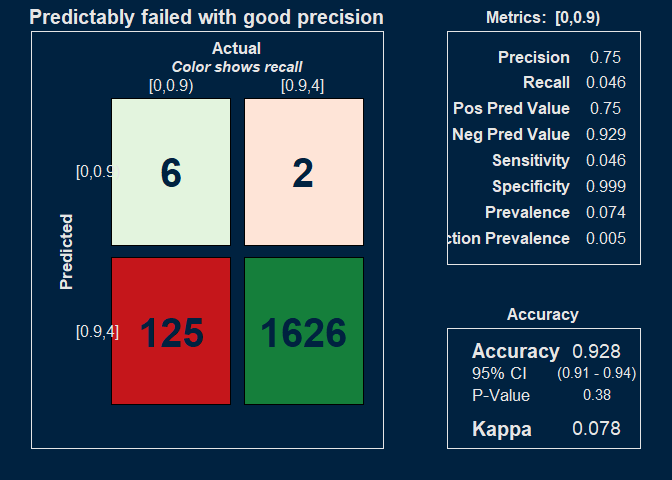 Predictably failed with good precision
Actual
Color shows recall
[0,0.9) [0.9,4]
Predicted
[0,0.9) 6 2
[0.9,4] 125 1626
Metrics: [0,0.9)
Precision 0.75
Recall 0.046
Pos Pred Value 0.75
Neg Pred Value 0.929
Sensitivity 0.046
Specificity 0.999
Prevalence 0.074
ction Prevalence 0.005
Accuracy
Accuracy 0.928
95% CI (0.91 - 0.94)
P-Value 0.38
Kappa 0.078